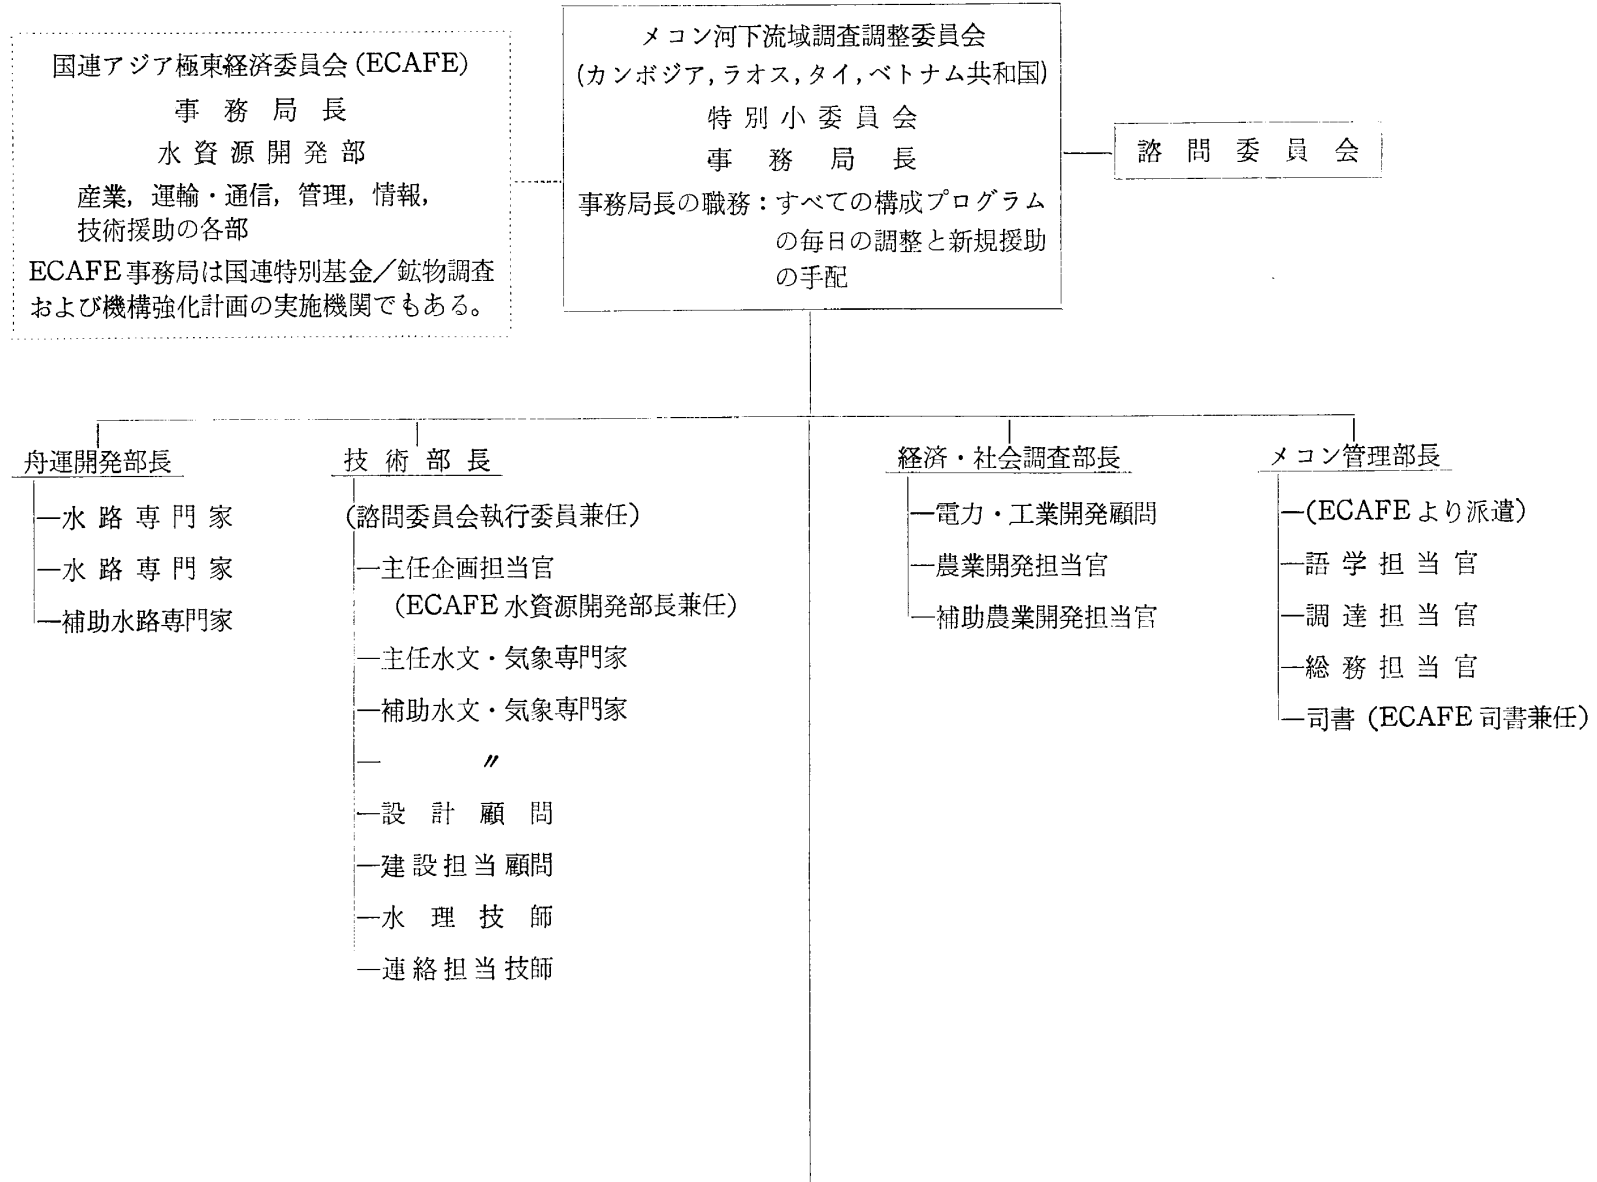 国連アジア極東経済委員会(ECAFE)
事務局長
水資源開発部
産業，運輸・通信，管理，情報，
技術援助の各部
ECAFE事務局は国連特別基金／鉱物調査
および機構強化計画の実施機関でもある。
メコン河下流域調査調整委員会
(カンボジア，ラオス，タイ，ベトナム共和国)
特別小委員会
事務局長
事務局長の職務：すべての構成プログラム
の毎日の調整と新規援助
の手配
諮問委員会
舟運開発部長
水路専門家
水路専門家
補助水路専門家
技術部長
(諮問委員会執行委員兼任)
主任企画担当官
(ECAFE水資源開発部長兼任)
主任水文・気象専門家
補助水文・気象専門家
〃
設計顧問
建設担当顧問
水理技師
連絡担当技師
経済・社会調査部長
電力・工業開発顧問
農業開発担当官
補助農業開発担当官
メコン管理部長
(ECAFEより派遣)
語学担当官
調達担当官
総務担当官
司書(ECAFE司書兼任)